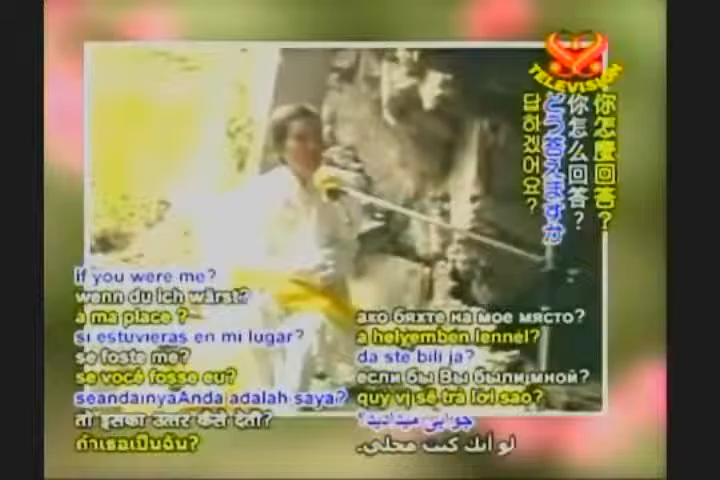 TELEVISION
你怎麼回答?
你怎么回答?
どう答えますか
답하겠어요?
if you were me?
wenn du ich wärst?
a ma place ?
si estuvieras en mi lugar?
se foste me?
se você fosse eu?
seandainyaAnda adalah saya?
तो इसका उत्तर कैसे देतीं?
ถ้าเธอเป็นฉัน?
ако бяхте на мое място?
a helyemben lennél?
da ste bili ja?
если бы Вы были мной?
quý vị sẽ trả lời sao?
جوابی میدادید؟
لو أنك كنت محلي.